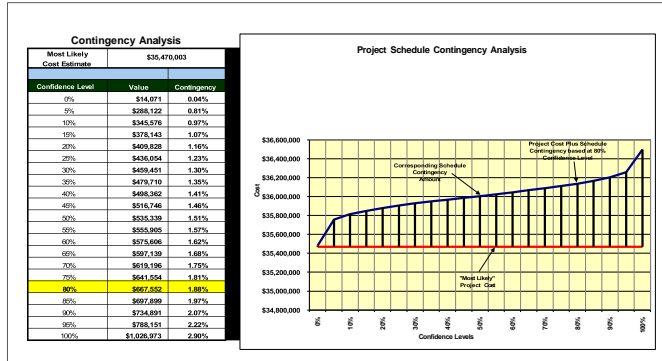 Contingency Analysis
Most Likely
Cost Estimate
$35,470,003
Confidence Level Value Contingency
0% $14,071 0.04%
5% $288,122 0.81%
10% $345,576 0.97%
15% $378,143 1.07%
20% $409,828 1.16%
25% $436,054 1.23%
30% $459,451 1.30%
35% $479,710 1.35%
40% $498,362 1.41%
45% $516,746 1.46%
50% $535,339 1.51%
55% $555,905 1.57%
60% $575,606 1.62%
65% $597,139 1.68%
70% $619,196 1.75%
75% $641,554 1.81%
80% $667,552 1.88%
85% $697,899 1.97%
90% $734,891 2.07%
95% $788,151 2.22%
100% $1,026,973 2.90%
Project Schedule Contingency Analysis
$36,600,000
$36,400,000
$36,200,000
$36,000,000
$35,800,000
$35,600,000
$35,400,000
$35,200,000
$35,000,000
$34,800,000
Cost
Project Cost Plus Schedule
Contingency based at 80%
Confidence Level
Corresponding Schedule
Contingency
Amount
"Most Likely"
Project Cost
0% 10% 20% 30% 40% 50% 60% 70% 80% 90% 100%
Confidence Levels